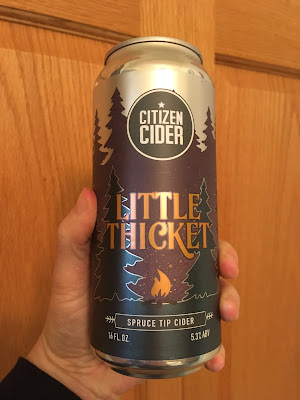 CITIZEN
CIDER
LITTLE
THICKET
SPRUCE TIP CIDER
16 FL. OZ.
5.3% ABV